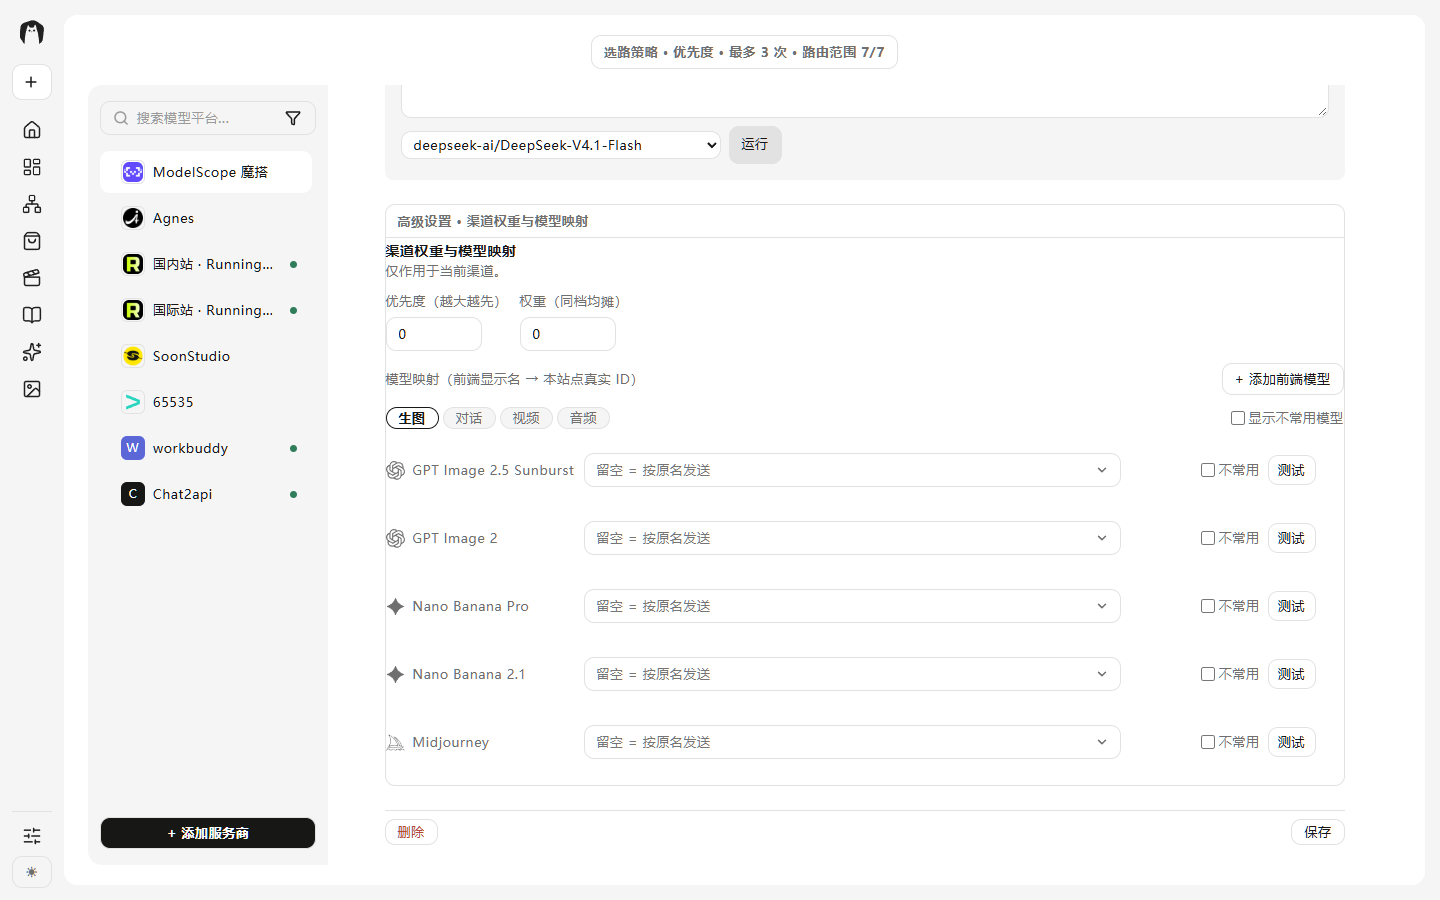 选路策略 • 优先度 • 最多 3 次 • 路由范围 7/7
搜索模型平台...
ModelScope 魔搭
Agnes
国内站 · Running...
国际站 · Running...
SoonStudio
65535
W workbuddy
C Chat2api
+ 添加服务商
deepseek-ai/DeepSeek-V4.1-Flash
运行
高级设置 • 渠道权重与模型映射
渠道权重与模型映射
仅作用于当前渠道。
优先度（越大越先） 权重（同档均摊）
0 0
模型映射（前端显示名 → 本站点真实 ID） + 添加前端模型
生图 对话 视频 音频 显示不常用模型
GPT Image 2.5 Sunburst 留空 = 按原名发送 不常用 测试
GPT Image 2 留空 = 按原名发送 不常用 测试
Nano Banana Pro 留空 = 按原名发送 不常用 测试
Nano Banana 2.1 留空 = 按原名发送 不常用 测试
Midjourney 留空 = 按原名发送 不常用 测试
删除 保存